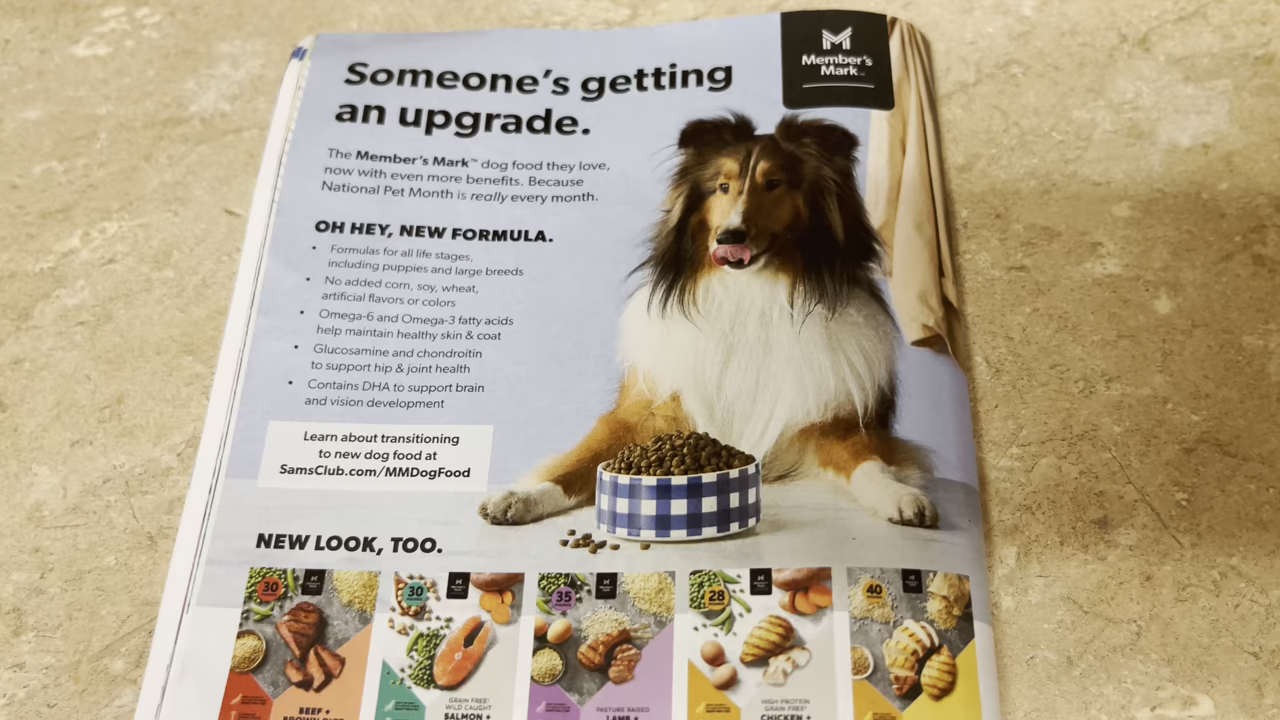 Member's
Mark
Someone's getting
an upgrade.
The Member's Mark™ dog food they love,
now with even more benefits. Because
National Pet Month is really every month.
OH HEY, NEW FORMULA.
• Formulas for all life stages,
including puppies and large breeds
• No added corn, soy, wheat,
artificial flavors or colors
• Omega-6 and Omega-3 fatty acids
help maintain healthy skin & coat
• Glucosamine and chondroitin
to support hip & joint health
• Contains DHA to support brain
and vision development
Learn about transitioning
to new dog food at
SamsClub.com/MMDogFood
NEW LOOK, TOO.
30
30
35
28
40
BEEF +
BROWN RICE
GRAIN FREE!
WILD CAUGHT
SALMON +
PASTURE RAISED
LAMB +
HIGH PROTEIN
GRAIN FREE!
CHICKEN +